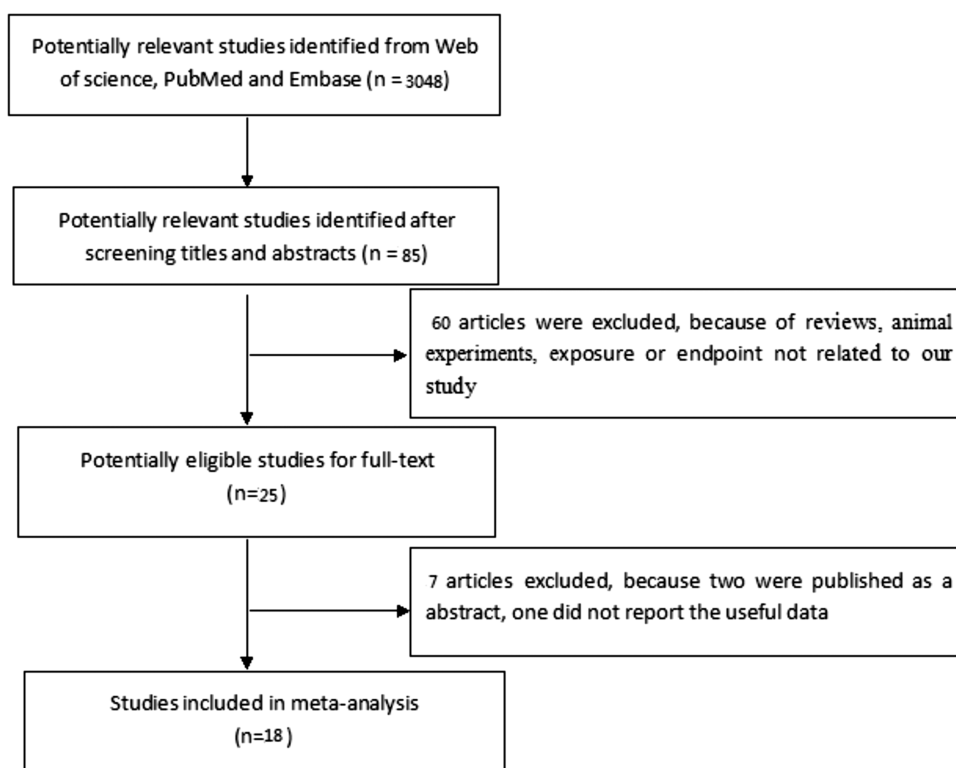 Potentially relevant studies identified from Web
of science, PubMed and Embase (n = 3048)
Potentially relevant studies identified after
screening titles and abstracts (n = 85)
60 articles were excluded, because of reviews, animal
experiments, exposure or endpoint not related to our
study
Potentially eligible studies for full-text
(n=25)
7 articles excluded, because two were published as a
abstract, one did not report the useful data
Studies included in meta-analysis
(n=18 )